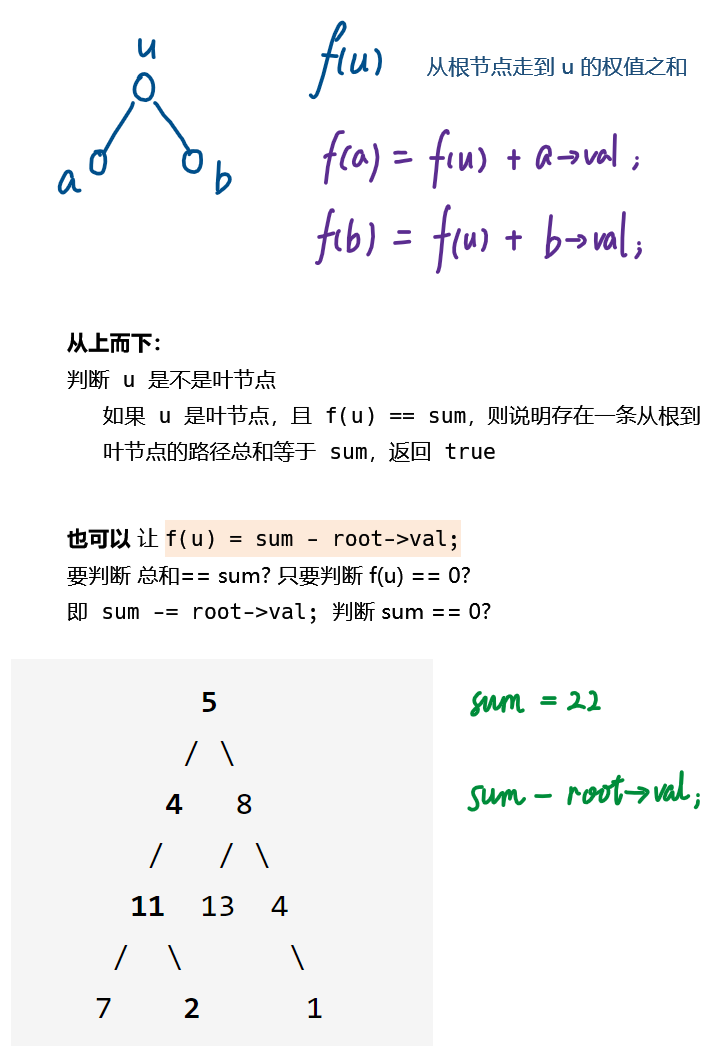 u
f(u) 从根节点走到 u 的权值之和
f(a) = f(u) + a→val;
a b
f(b) = f(u) + b→val;
从上而下：
判断 u 是不是叶节点
如果 u 是叶节点，且 f(u) == sum，则说明存在一条从根到
叶节点的路径总和等于 sum，返回 true
也可以 让 f(u) = sum - root->val;
要判断 总和== sum? 只要判断 f(u) == 0?
即 sum -= root->val; 判断 sum == 0?
5
/ \
4 8
/ / \
11 13 4
/ \ \
7 2 1
sum = 22
sum - root→val;